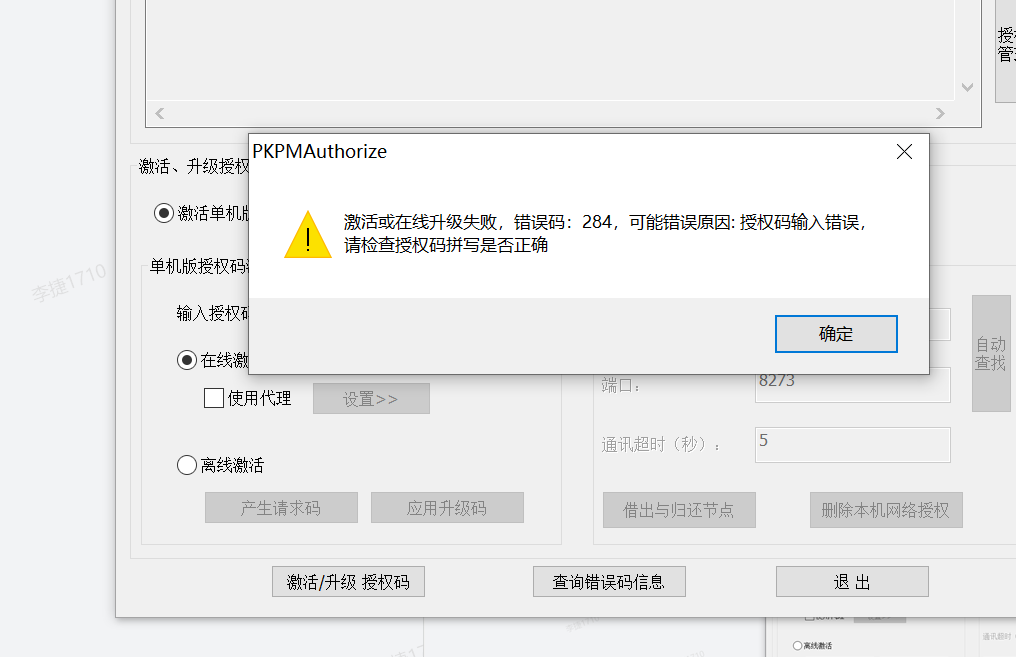 授
管
PKPMAuthorize
激活、升级授权
激活或在线升级失败，错误码：284，可能错误原因: 授权码输入错误，
请检查授权码拼写是否正确
激活单机
单机版授权码
输入授权
确定
自动
查找
在线激
端口：
8273
使用代理
设置>>
通讯超时（秒）：
5
离线激活
产生请求码
应用升级码
借出与归还节点
删除本机网络授权
激活/升级 授权码
查询错误码信息
退 出
李捷1710
离线激活
通讯超时